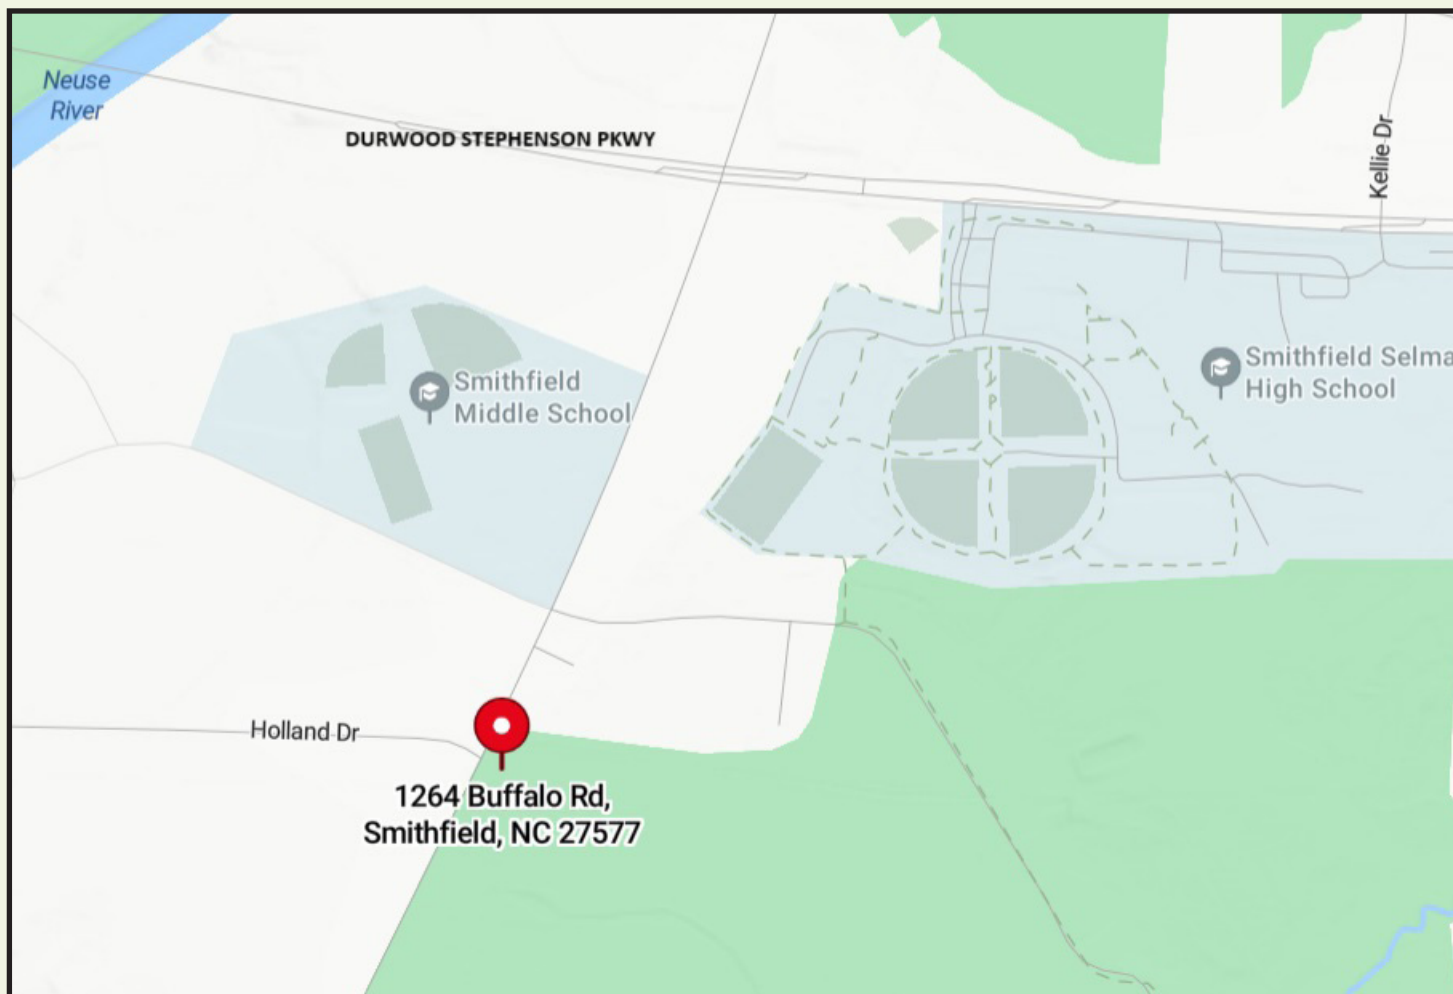 Neuse
River
DURWOOD STEPHENSON PKWY
Kellie Dr
Smithfield
Middle School
Smithfield Selma
High School
Holland Dr
1264 Buffalo Rd,
Smithfield, NC 27577